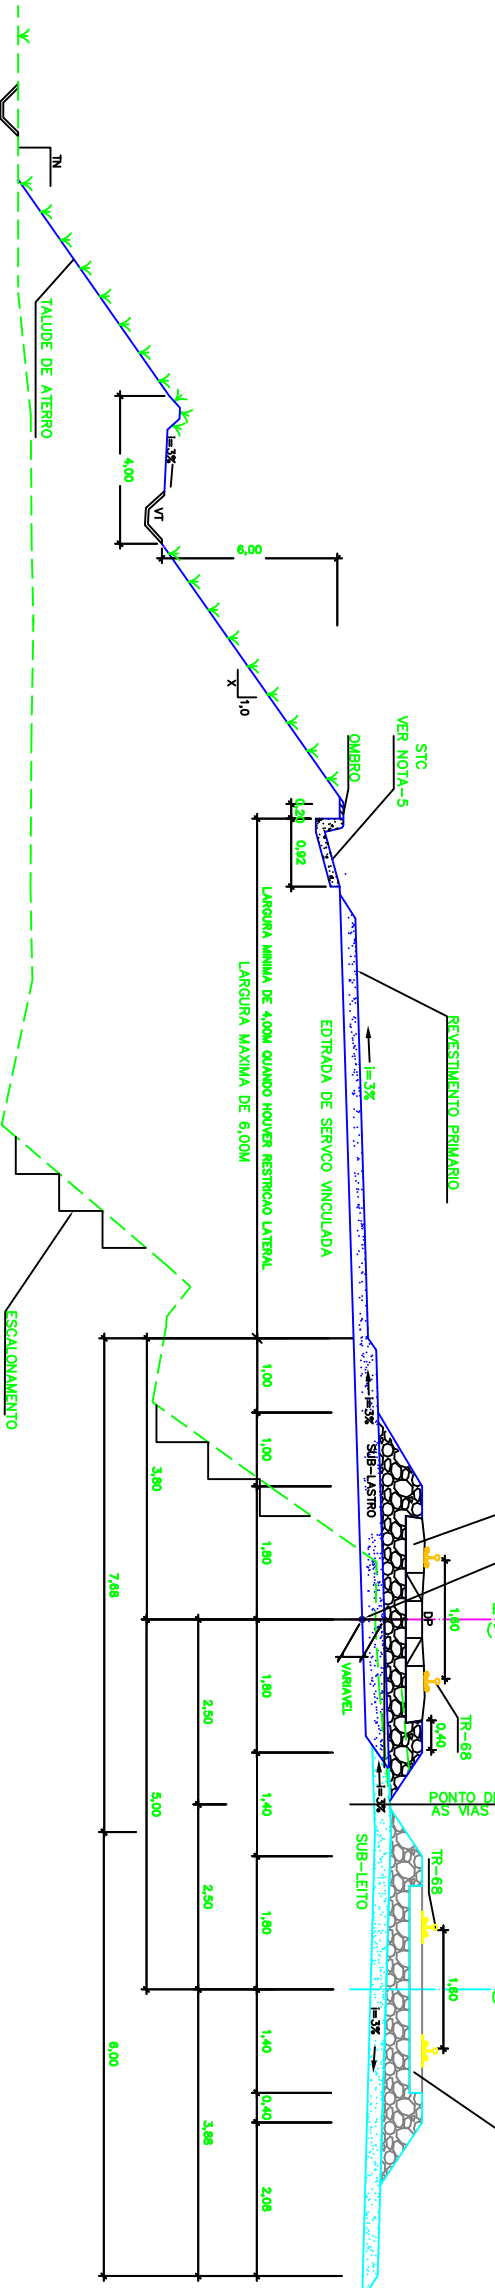 TN
TALUDE DE ATERRO
4,00
i=3%
VT
6,00
X
1,0
STC
VER NOTA-5
OMBRO
0,20
0,92
LARGURA MINIMA DE 4,00M QUANDO HOUVER RESTRICAO LATERAL
LARGURA MAXIMA DE 6,00M
EDTRADA DE SERVCO VINCULADA
i=3%
REVESTIMENTO PRIMARIO
ESCALONAMENTO
1,00
1,00
i=3%
SUB-LASTRO
3,80
7,68
1,80
1,60
DP
VARIAVEL
TR-68
0,40
1,80
2,50
5,00
1,40
i=3%
PONTO
AS VIAS
SUB-LEITO
TR-68
2,50
1,80
1,60
6,00
1,40
i=3%
0,40
3,88
2,08